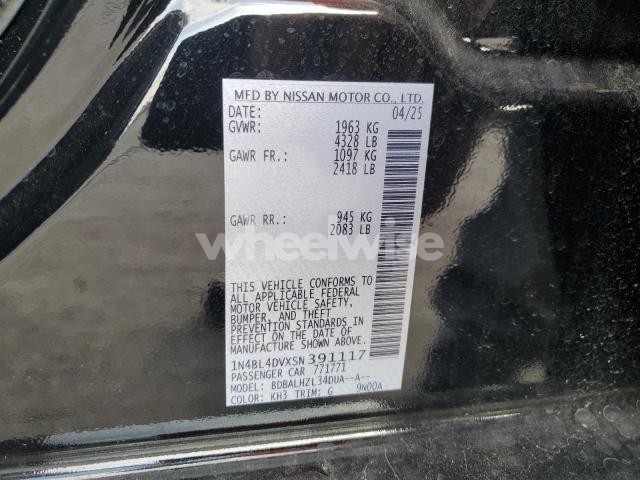 MFD BY NISSAN MOTOR CO., LTD.
DATE: 04/25
GVWR: 1963 KG
4328 LB
GAWR FR.: 1097 KG
2418 LB
GAWR RR.: 945 KG
2083 LB
wheelwise
THIS VEHICLE CONFORMS TO
ALL APPLICABLE FEDERAL
MOTOR VEHICLE SAFETY,
BUMPER, AND THEFT
PREVENTION STANDARDS IN
EFFECT ON THE DATE OF
MANUFACTURE SHOWN ABOVE.
1N4BL4DVXSN391117
PASSENGER CAR 771771
MODEL: BDBALHZL34DUA--A--
COLOR: KH3 TRIM: G 9N00A